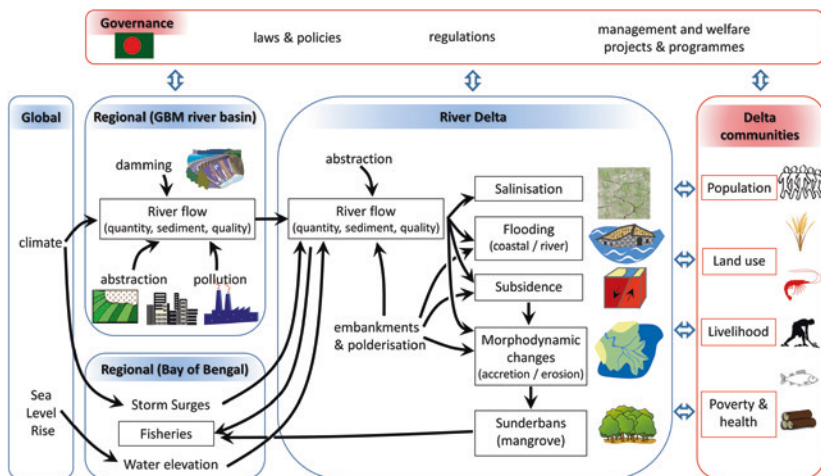 Governance
laws & policies
regulations
management and welfare
projects & programmes
Global
climate
Sea
Level
Rise
Regional (GBM river basin)
damming
River flow
(quantity, sediment, quality)
abstraction
pollution
Regional (Bay of Bengal)
Storm Surges
Fisheries
Water elevation
River Delta
abstraction
River flow
(quantity, sediment, quality)
embankments
& polderisation
Salinisation
Flooding
(coastal / river)
Subsidence
Morphodynamic
changes
(accretion / erosion)
Sunderbans
(mangrove)
Delta
communities
Population
Land use
Livelihood
Poverty &
health